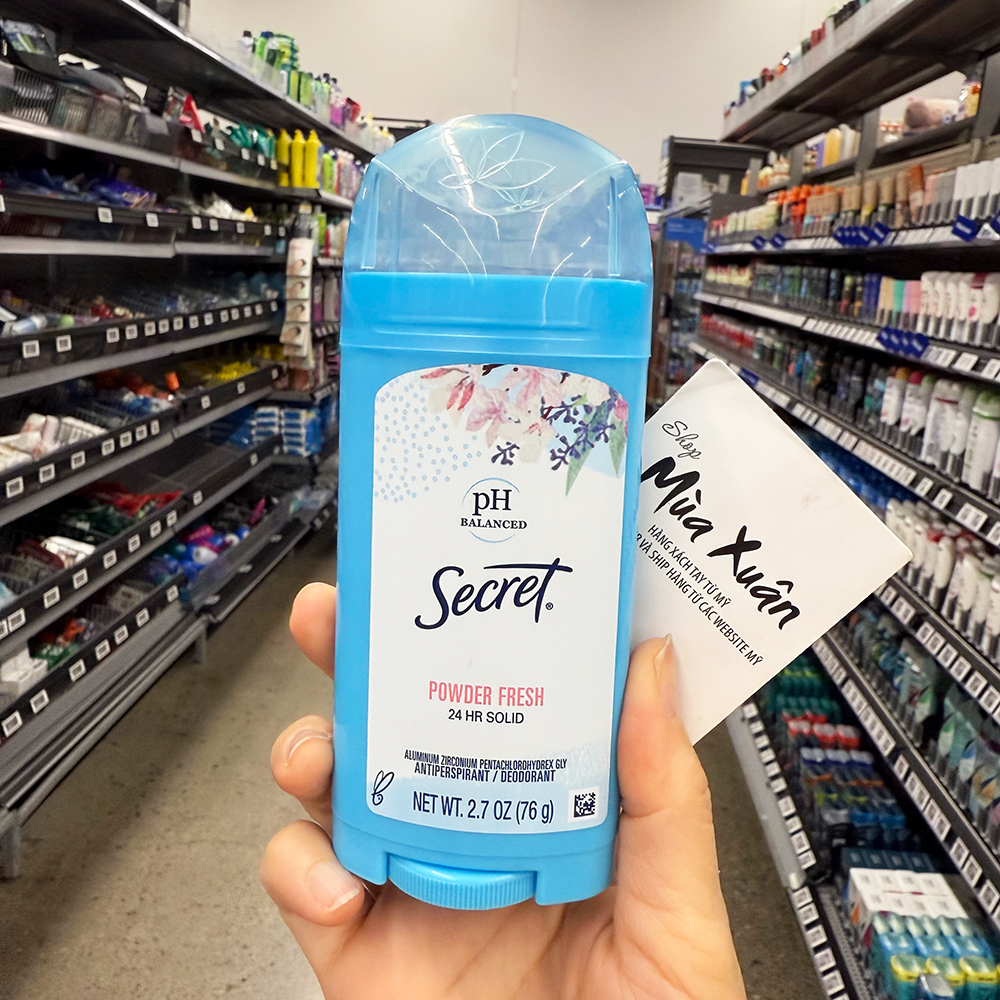 pH
BALANCED
Secret®
POWDER FRESH
24 HR SOLID
ALUMINUM ZIRCONIUM PENTACHLOROHYDREX GLY
ANTIPERSPIRANT / DEODORANT
NET WT. 2.7 OZ (76 g)
Shop
Mùa Xuân
HÀNG XÁCH TAY TỪ MỸ
VÀ SHIP HÀNG TỪ CÁC WEBSITE MỸ